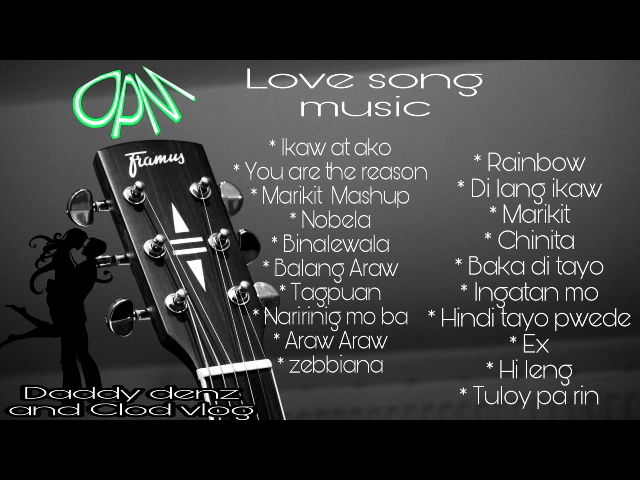 OPM
Love song
music
Framus
* Ikaw at ako
* You are the reason
* Marikit Mashup
* Nobela
* Binalewala
* Balang Araw
* Tagpuan
* Naririnig mo ba
* Araw Araw
* zebbiana
* Rainbow
* Di lang ikaw
* Marikit
* Chinita
* Baka di tayo
* Ingatan mo
* Hindi tayo pwede
* Ex
* Hi leng
* Tuloy pa rin
Daddy denz
and Clod vlog